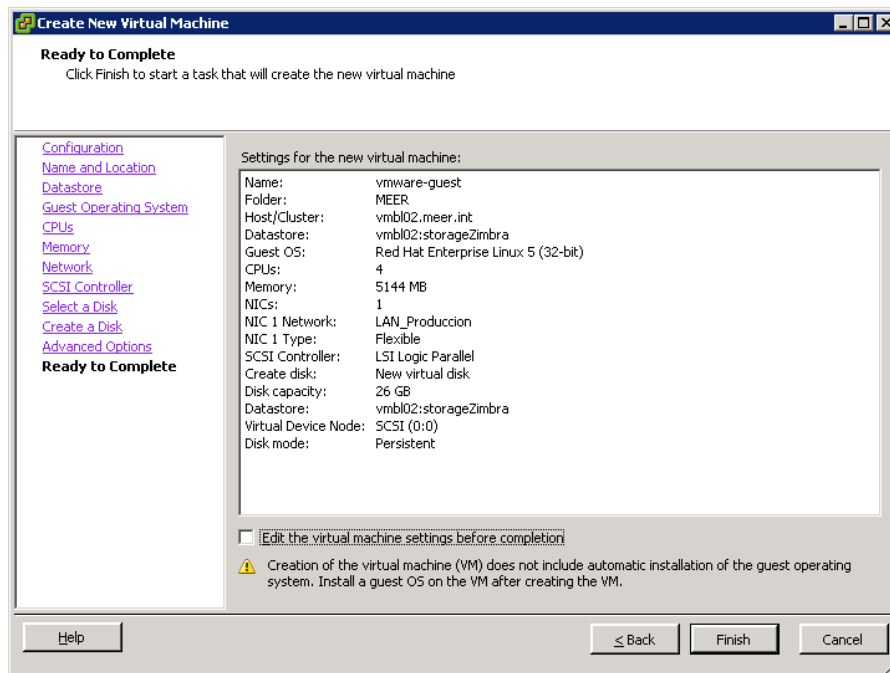 Create New Virtual Machine
Ready to Complete
Click Finish to start a task that will create the new virtual machine
Configuration
Name and Location
Datastore
Guest Operating System
CPUs
Memory
Network
SCSI Controller
Select a Disk
Create a Disk
Advanced Options
Ready to Complete
Settings for the new virtual machine:
Name: vmware-guest
Folder: MEER
Host/Cluster: vmbl02.meer.int
Datastore: vmbl02:storageZimbra
Guest OS: Red Hat Enterprise Linux 5 (32-bit)
CPUs: 4
Memory: 5144 MB
NICs: 1
NIC 1 Network: LAN_Produccion
NIC 1 Type: Flexible
SCSI Controller: LSI Logic Parallel
Create disk: New virtual disk
Disk capacity: 26 GB
Datastore: vmbl02:storageZimbra
Virtual Device Node: SCSI (0:0)
Disk mode: Persistent
Edit the virtual machine settings before completion
Creation of the virtual machine (VM) does not include automatic installation of the guest operating
system. Install a guest OS on the VM after creating the VM.
Help
< Back
Finish
Cancel